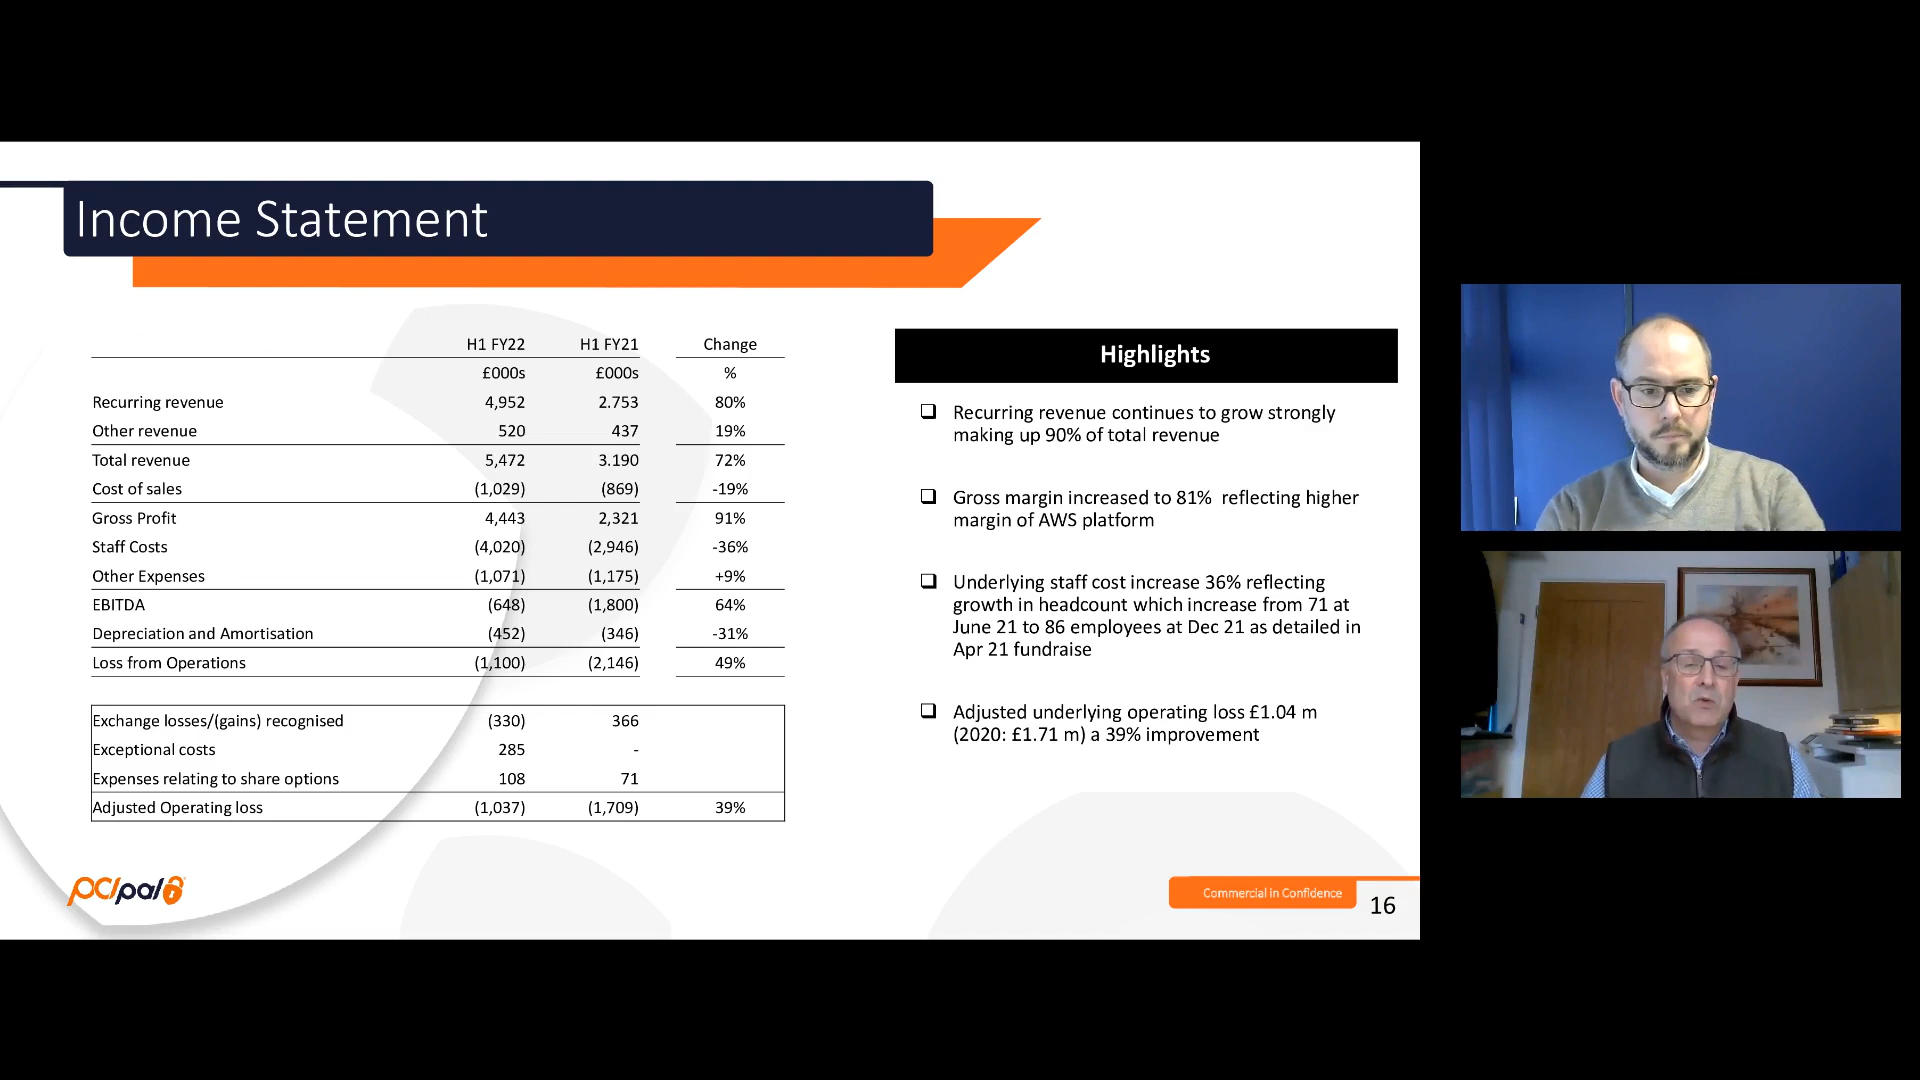 Income Statement
H1 FY22 H1 FY21 Change
£000s £000s %
Recurring revenue 4,952 2.753 80%
Other revenue 520 437 19%
Total revenue 5,472 3.190 72%
Cost of sales (1,029) (869) -19%
Gross Profit 4,443 2,321 91%
Staff Costs (4,020) (2,946) -36%
Other Expenses (1,071) (1,175) +9%
EBITDA (648) (1,800) 64%
Depreciation and Amortisation (452) (346) -31%
Loss from Operations (1,100) (2,146) 49%
Exchange losses/(gains) recognised (330) 366
Exceptional costs 285 -
Expenses relating to share options 108 71
Adjusted Operating loss (1,037) (1,709) 39%
Highlights
Recurring revenue continues to grow strongly
making up 90% of total revenue
Gross margin increased to 81% reflecting higher
margin of AWS platform
Underlying staff cost increase 36% reflecting
growth in headcount which increase from 71 at
June 21 to 86 employees at Dec 21 as detailed in
Apr 21 fundraise
Adjusted underlying operating loss £1.04 m
(2020: £1.71 m) a 39% improvement
pcipal
Commercial in Confidence
16